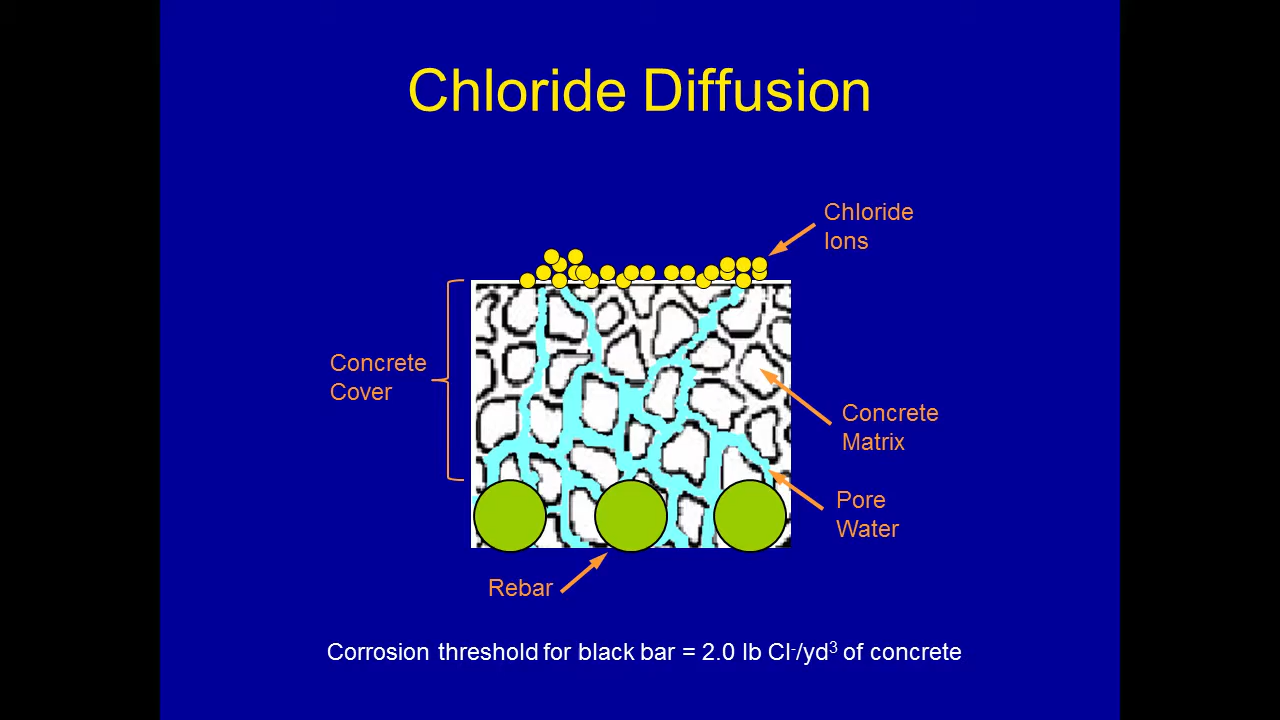 Chloride Diffusion
Chloride
Ions
Concrete
Cover
Concrete
Matrix
Pore
Water
Rebar
Corrosion threshold for black bar = 2.0 lb Cl⁻/yd³ of concrete